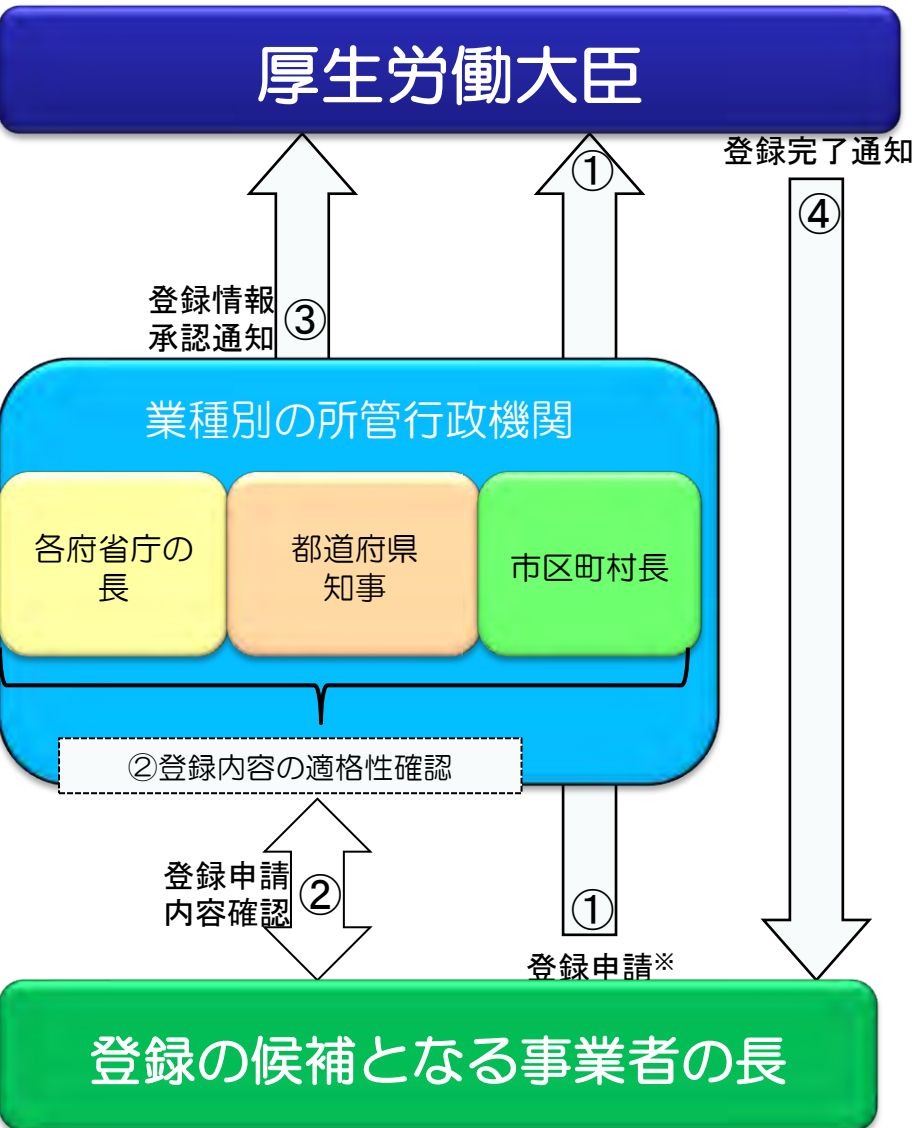 厚生労働大臣
登録完了通知
①
④
登録情報
承認通知
③
業種別の所管行政機関
各府省庁の
長
都道府県
知事
市区町村長
②登録内容の適格性確認
登録申請
内容確認
②
①
登録申請※
登録の候補となる事業者の長